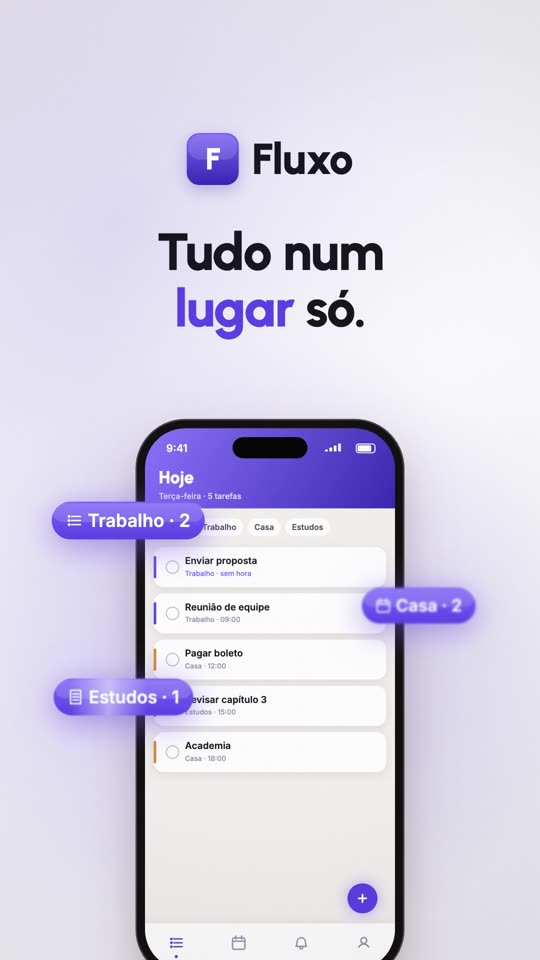 F Fluxo
Tudo num
lugar só.
9:41
Hoje
Terça-feira · 5 tarefas
Trabalho · 2
Trabalho Casa Estudos
Enviar proposta
Trabalho · sem hora
Reunião de equipe
Trabalho · 09:00
Casa · 2
Pagar boleto
Casa · 12:00
Estudos · 1
evisar capítulo 3
Estudos · 15:00
Academia
Casa · 18:00
+